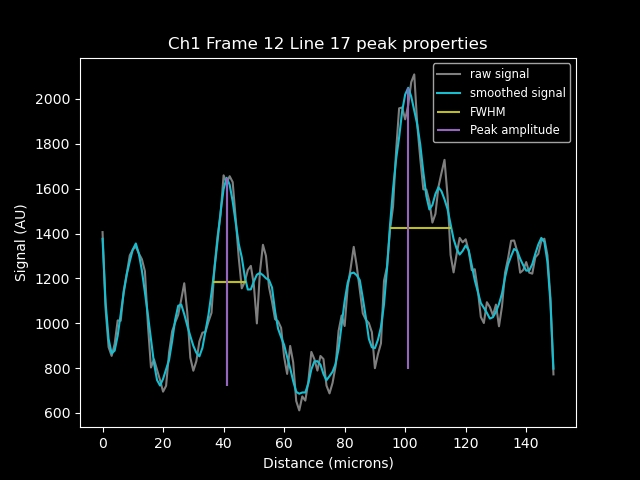 Ch1 Frame 12 Line 17 peak properties
raw signal
smoothed signal
FWHM
Peak amplitude
2000
1800
1600
1400
1200
1000
800
600
Signal (AU)
0 20 40 60 80 100 120 140
Distance (microns)